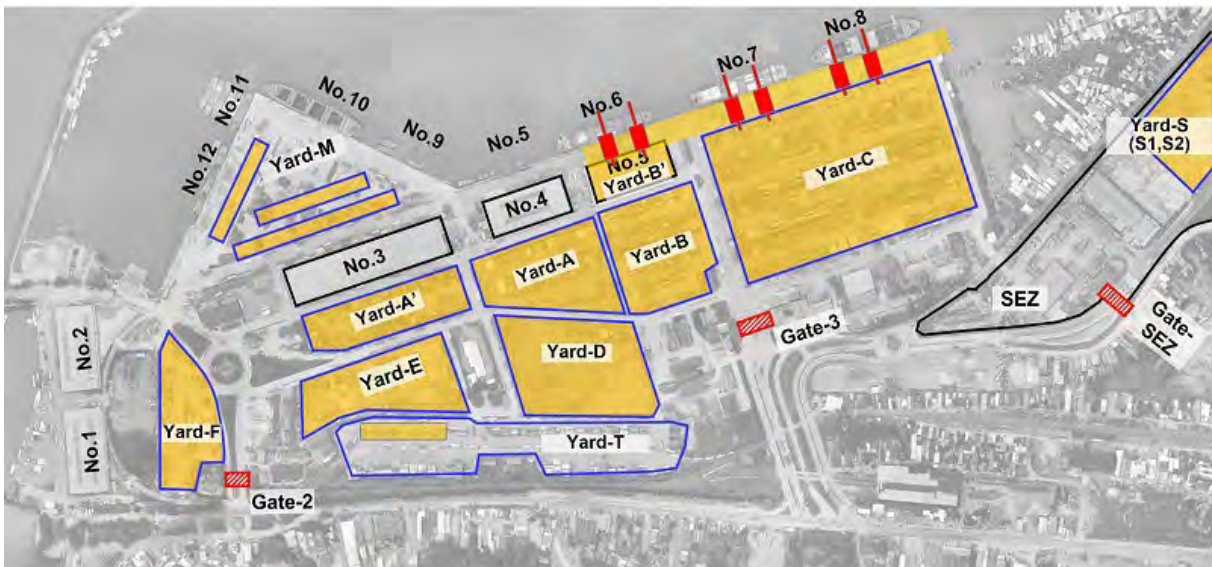 No.8
No.7
No.11
No.10
No.6
No.9
No.5
No.12
Yard-M
Yard-S
(S1,S2)
No.5
Yard-B'
Yard-C
No.4
No.3
Yard-A
Yard-B
Yard-A'
SEZ
Gate-
SEZ
Gate-3
No.2
Yard-D
Yard-E
No.1
Yard-F
Yard-T
Gate-2